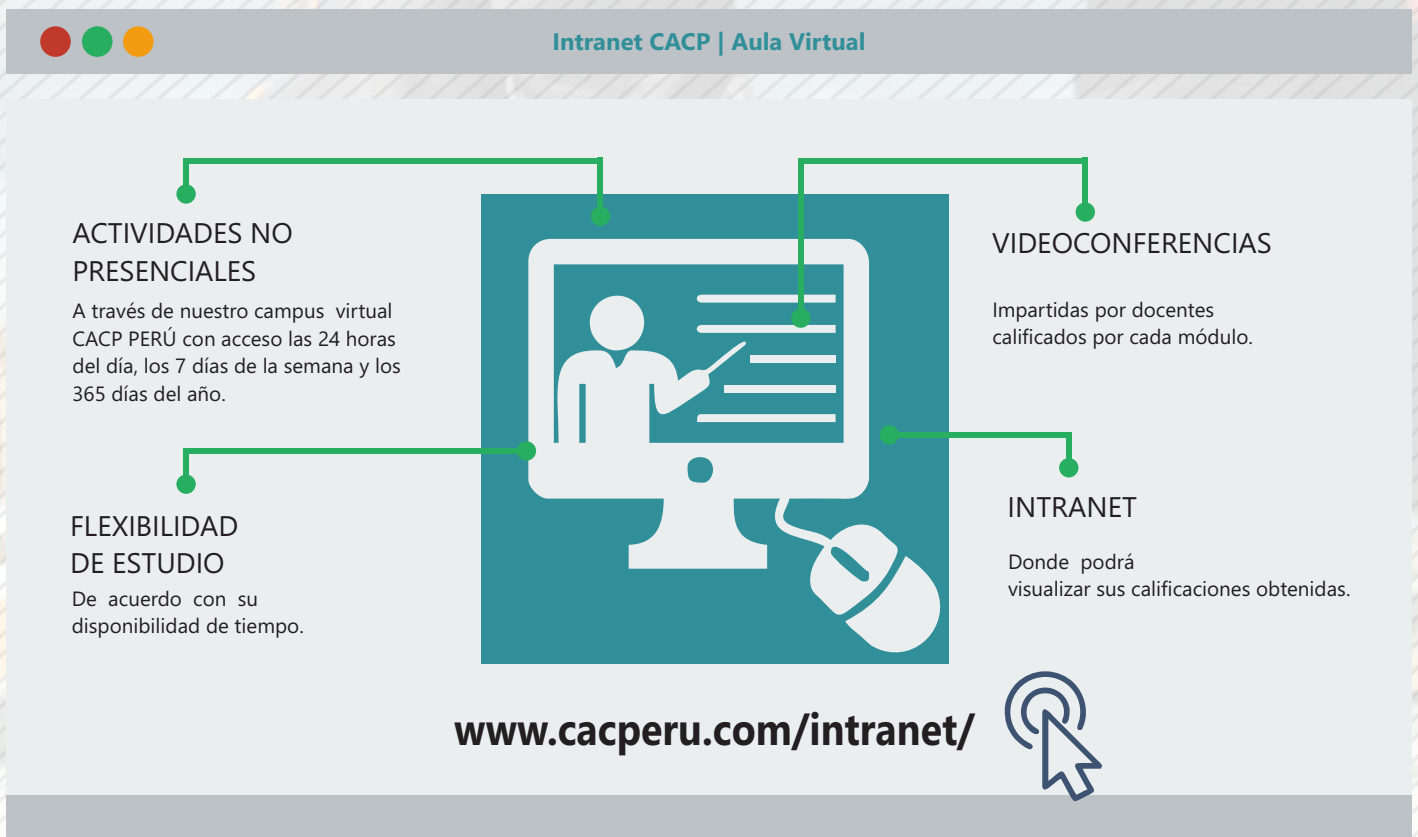 Intranet CACP | Aula Virtual
ACTIVIDADES NO
PRESENCIALES
A través de nuestro campus virtual
CACP PERÚ con acceso las 24 horas
del día, los 7 días de la semana y los
365 días del año.
FLEXIBILIDAD
DE ESTUDIO
De acuerdo con su
disponibilidad de tiempo.
VIDEOCONFERENCIAS
Impartidas por docentes
calificados por cada módulo.
INTRANET
Donde podrá
visualizar sus calificaciones obtenidas.
www.cacperu.com/intranet/